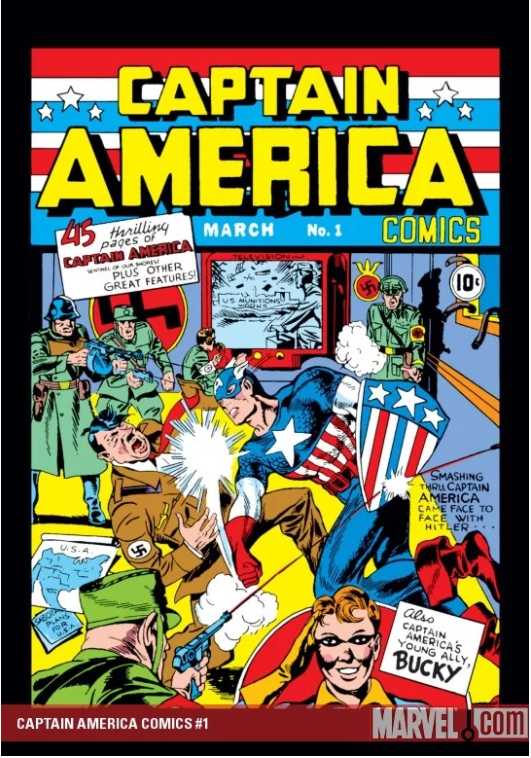 CAPTAIN
AMERICA
COMICS
MARCH No. 1
45 thrilling
pages of
CAPTAIN AMERICA
SENTINEL OF OUR SHORES!
PLUS OTHER
GREAT FEATURES!
TELEVISION
10¢
U.S. MUNITIONS
WORKS
SMASHING
THRU, CAPTAIN
AMERICA
CAME FACE TO
FACE WITH
HITLER...
U.S.A.
SABOTAGE
PLANS
FOR
U.S.A.
Also
CAPTAIN
AMERICA'S
YOUNG ALLY,
BUCKY
CAPTAIN AMERICA COMICS #1
MARVEL.com